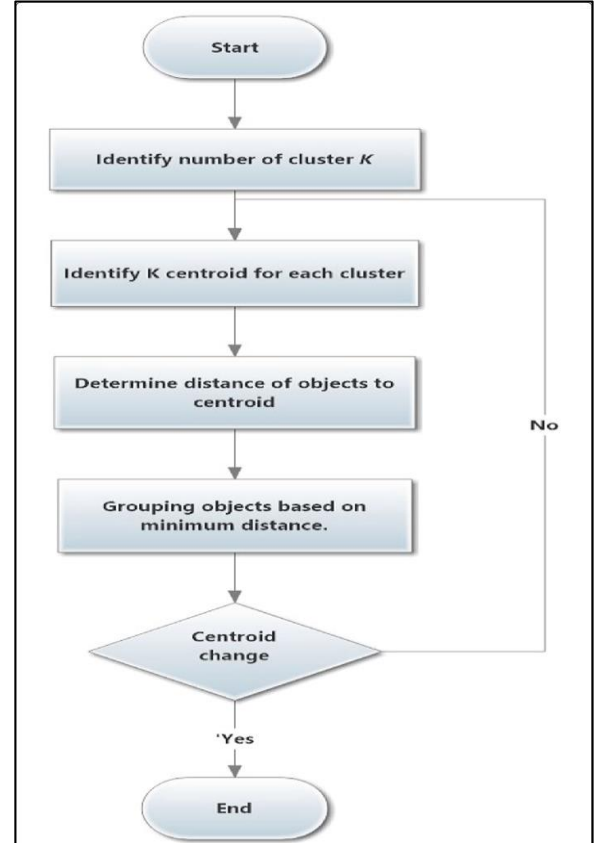 Start
Identify number of cluster K
Identify K centroid for each cluster
Determine distance of objects to
centroid
No
Grouping objects based on
minimum distance.
Centroid
change
'Yes
End